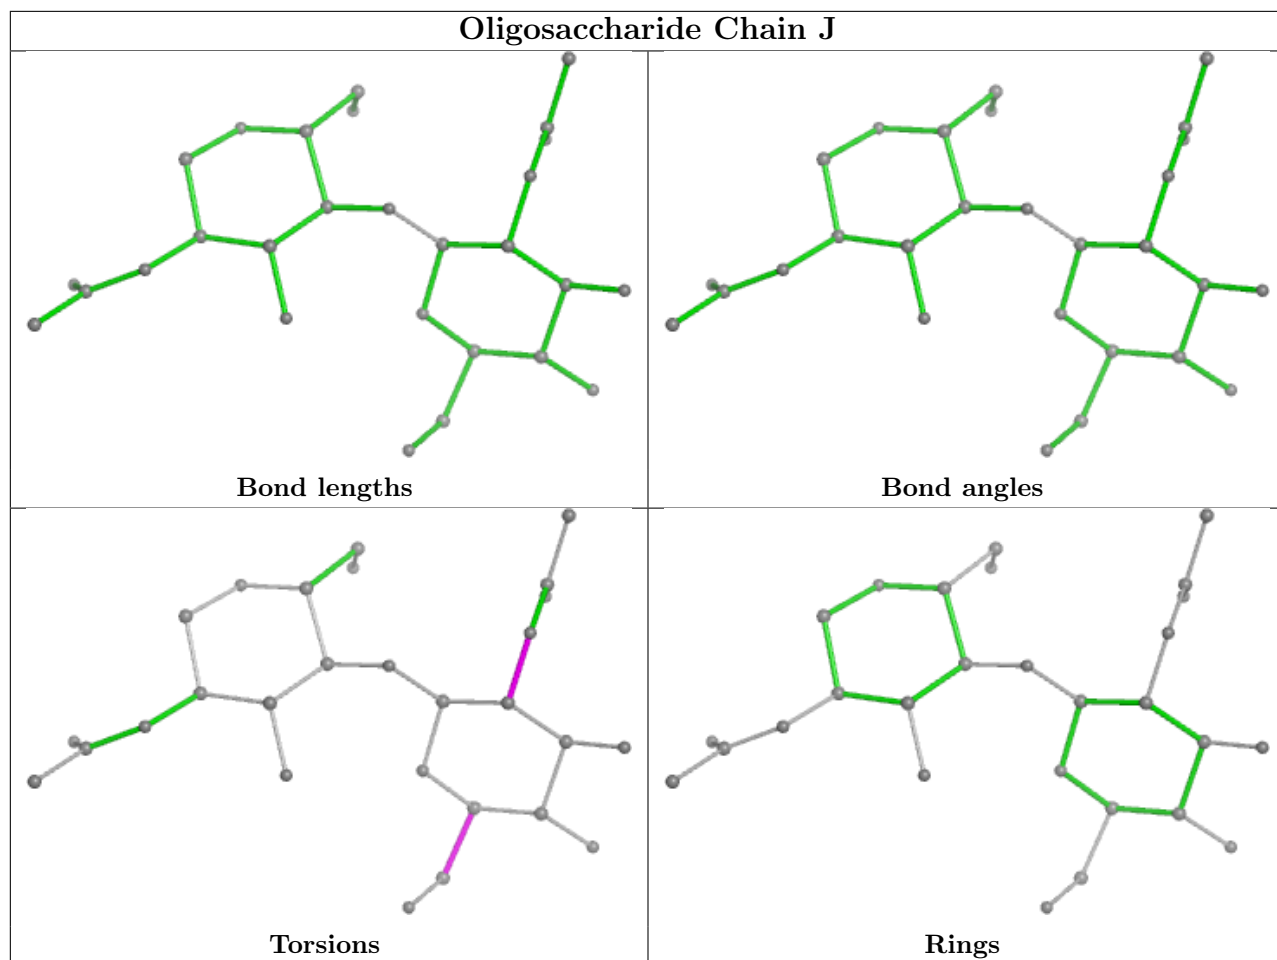 Oligosaccharide Chain J
Bond lengths
Bond angles
Torsions
Rings